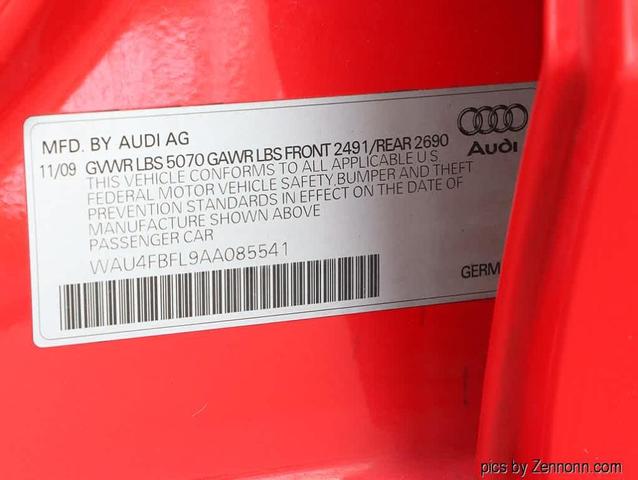 MFD. BY AUDI AG
11/09 GVWR LBS 5070 GAWR LBS FRONT 2491/REAR 2690
THIS VEHICLE CONFORMS TO ALL APPLICABLE U S
FEDERAL MOTOR VEHICLE SAFETY,BUMPER AND THEFT
PREVENTION STANDARDS IN EFFECT ON THE DATE OF
MANUFACTURE SHOWN ABOVE
PASSENGER CAR
WAU4FBFL9AA085541
Audi
GERM
pics by Zennonn.com